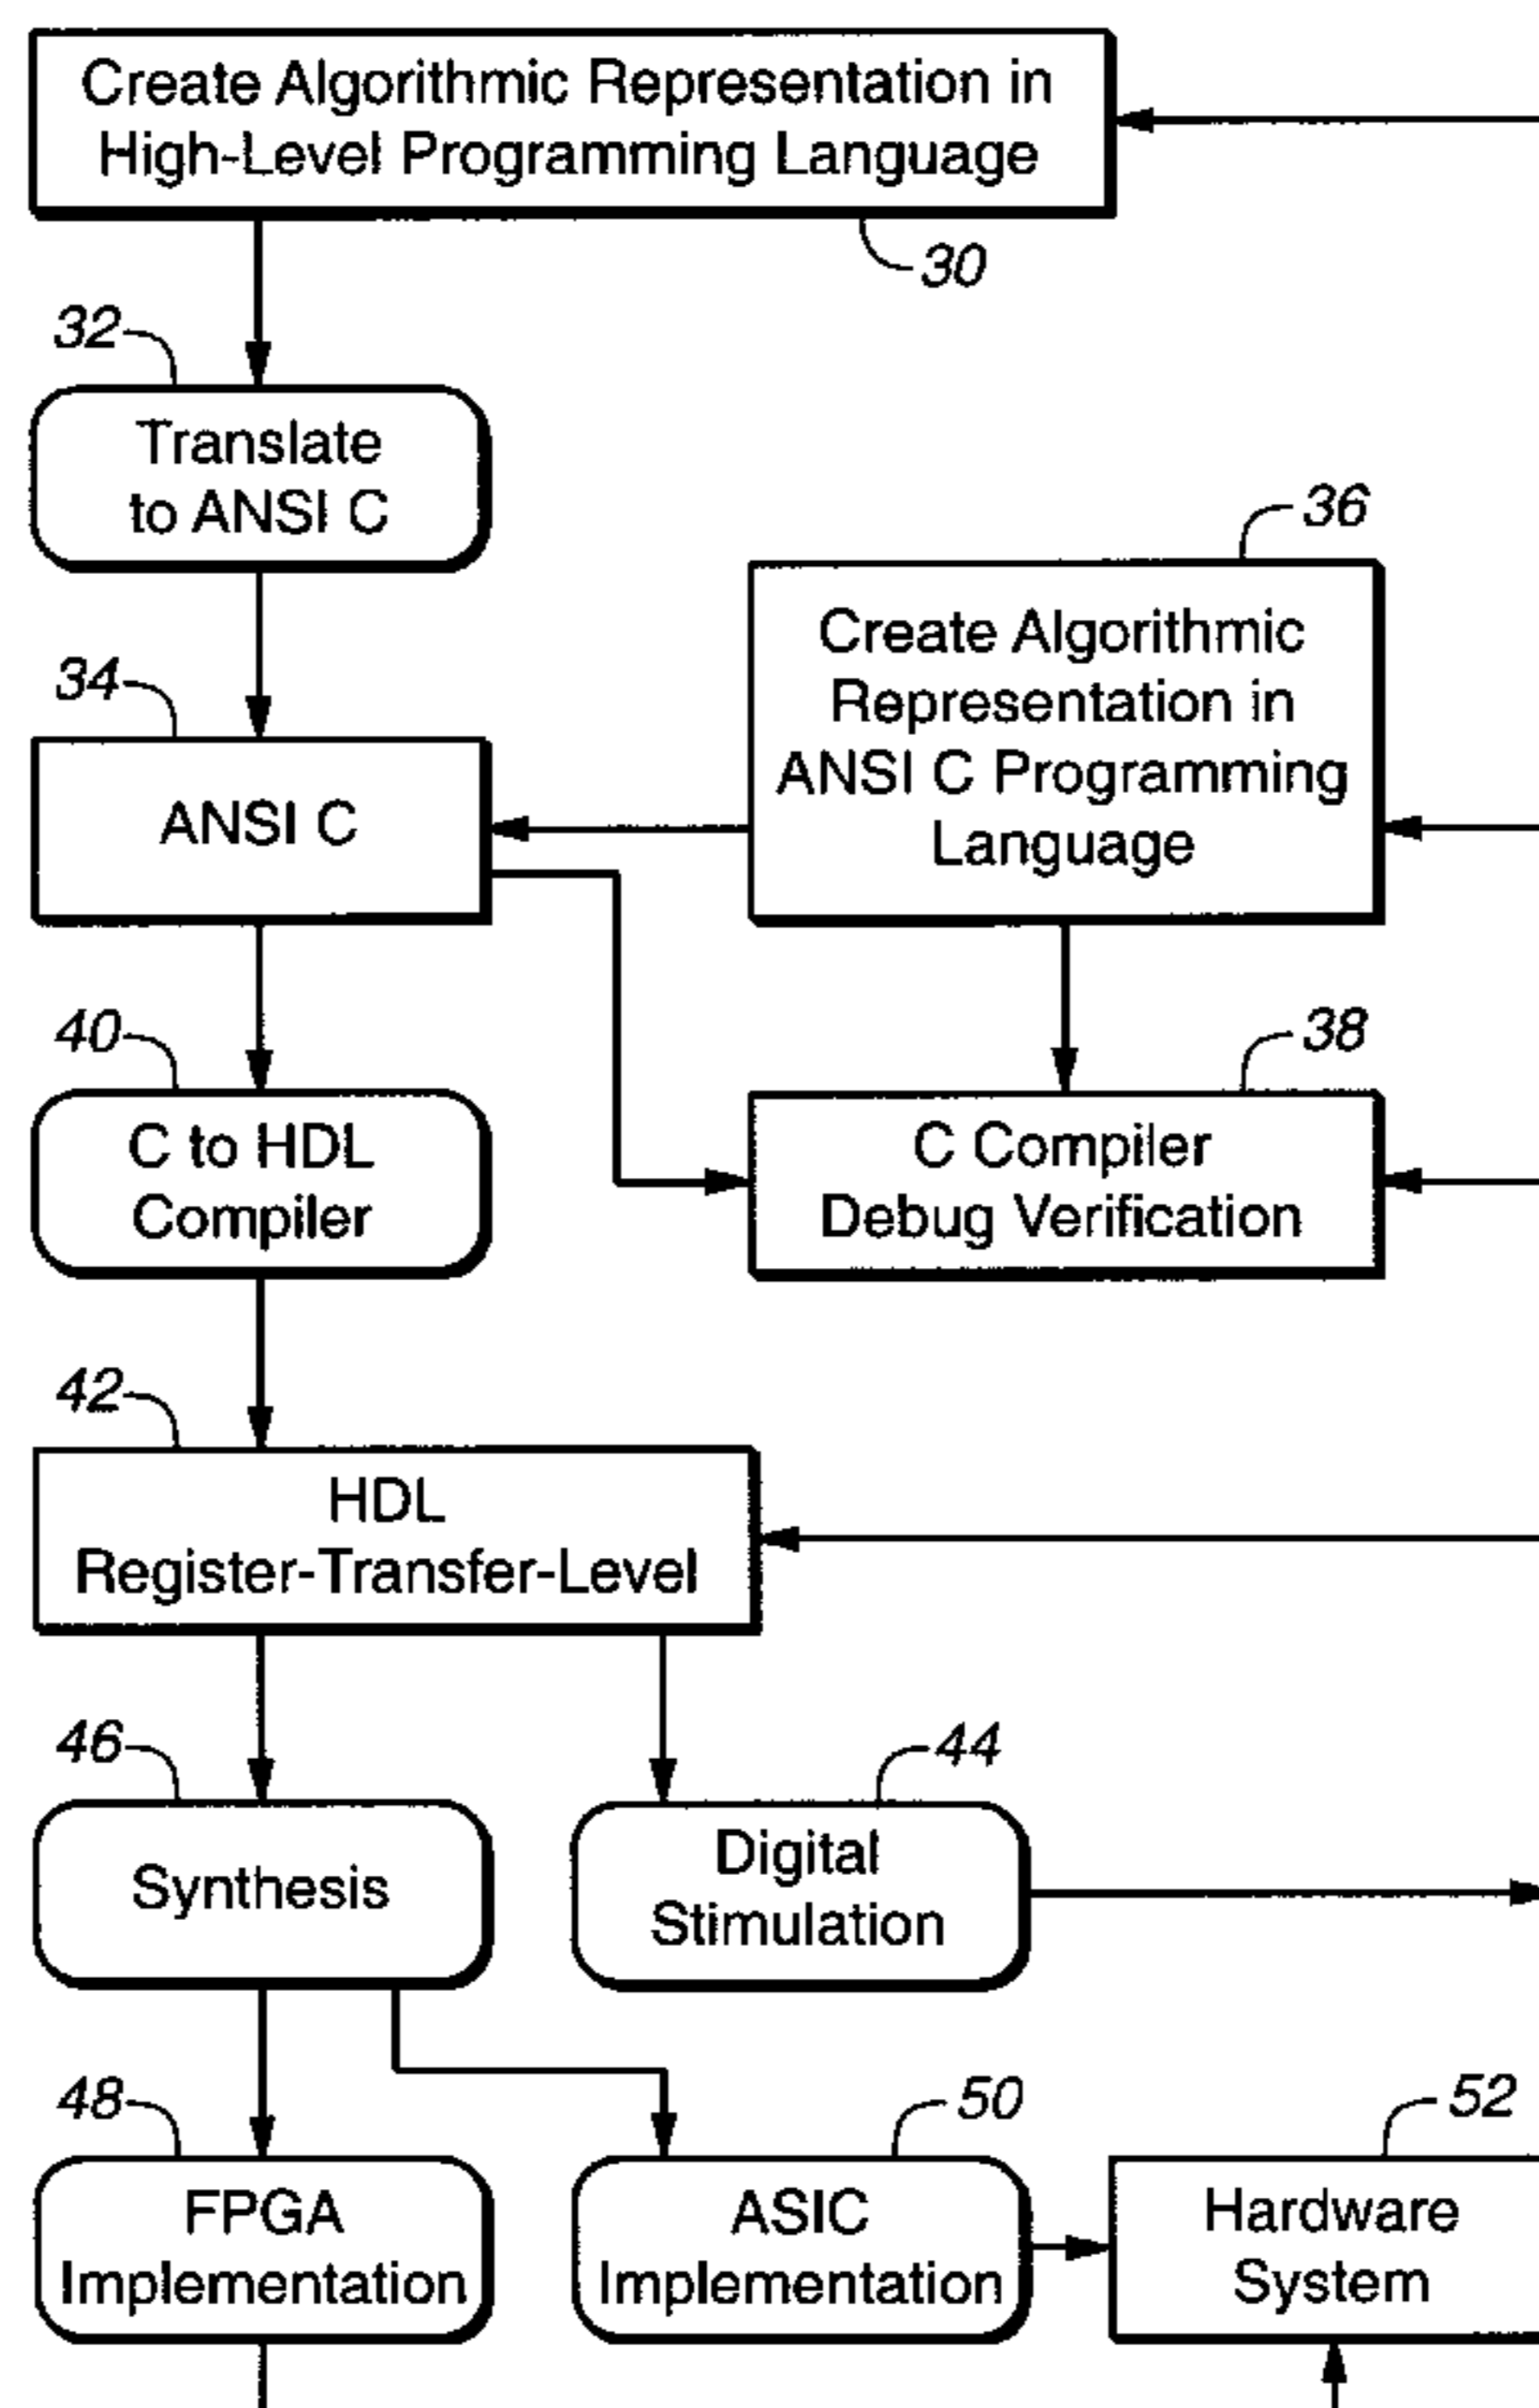 Create Algorithmic Representation in
High-Level Programming Language
30
32
Translate
to ANSI C
36
Create Algorithmic
Representation in
ANSI C Programming
Language
34
ANSI C
40
38
C to HDL
Compiler
C Compiler
Debug Verification
42
HDL
Register-Transfer-Level
46
44
Synthesis
Digital
Stimulation
48
50
52
FPGA
Implementation
ASIC
Implementation
Hardware
System